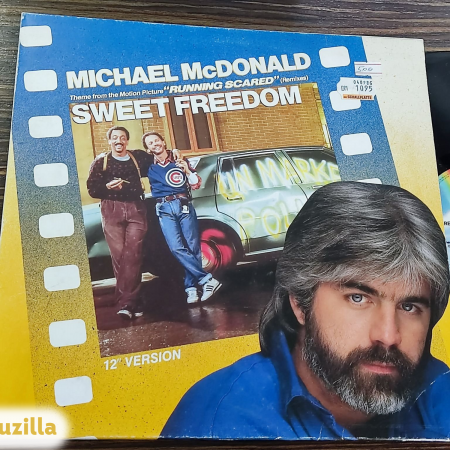 MICHAEL McDONALD
Theme from the Motion Picture "RUNNING SCARED" (Remixes)
SWEET FREEDOM
12" VERSION
uzilla